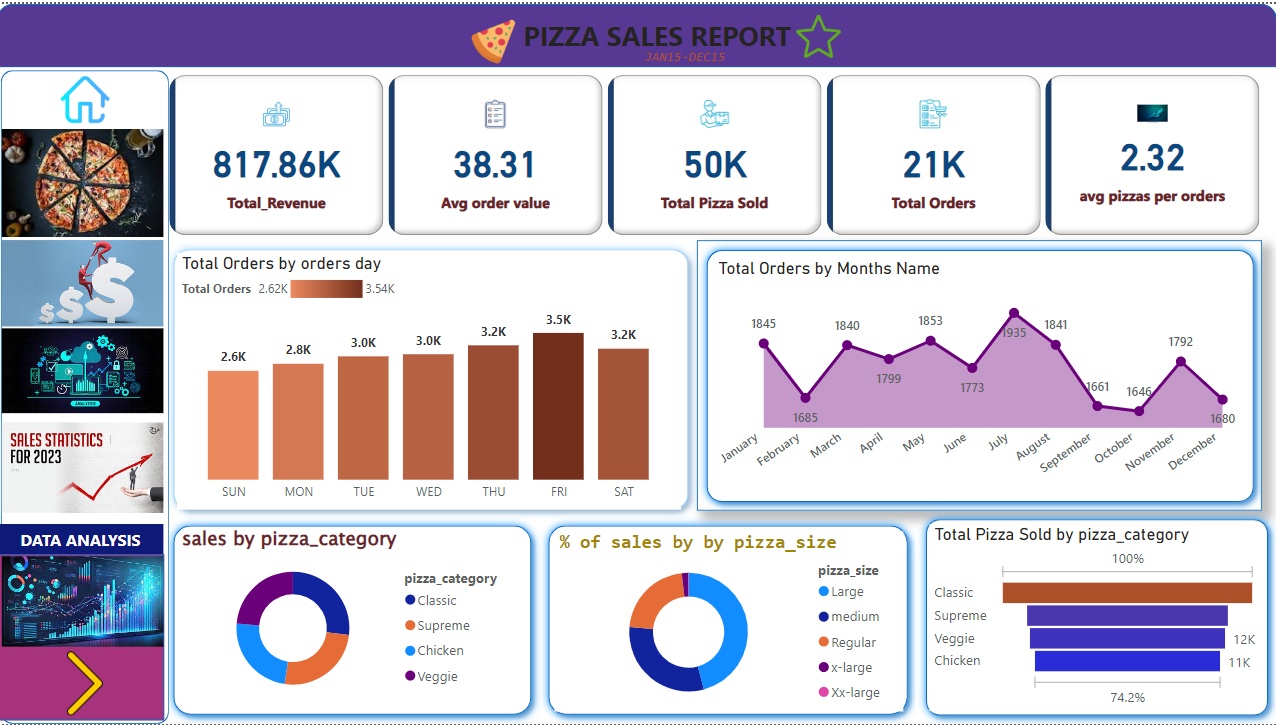 PIZZA SALES REPORT
JAN15-DEC15
817.86K
Total_Revenue
38.31
Avg order value
50K
Total Pizza Sold
21K
Total Orders
2.32
avg pizzas per orders
SALES STATISTICS
FOR 2023
DATA ANALYSIS
Total Orders by orders day
Total Orders 2.62K 3.54K
2.6K 2.8K 3.0K 3.0K 3.2K 3.5K 3.2K
SUN MON TUE WED THU FRI SAT
Total Orders by Months Name
1845 1685 1840 1799 1853 1773 1935 1841 1661 1646 1792 1680
January February March April May June July August September October November December
sales by pizza_category
pizza_category
Classic
Supreme
Chicken
Veggie
% of sales by by pizza_size
pizza_size
Large
medium
Regular
x-large
Xx-large
Total Pizza Sold by pizza_category
100%
Classic
Supreme
Veggie 12K
Chicken 11K
74.2%